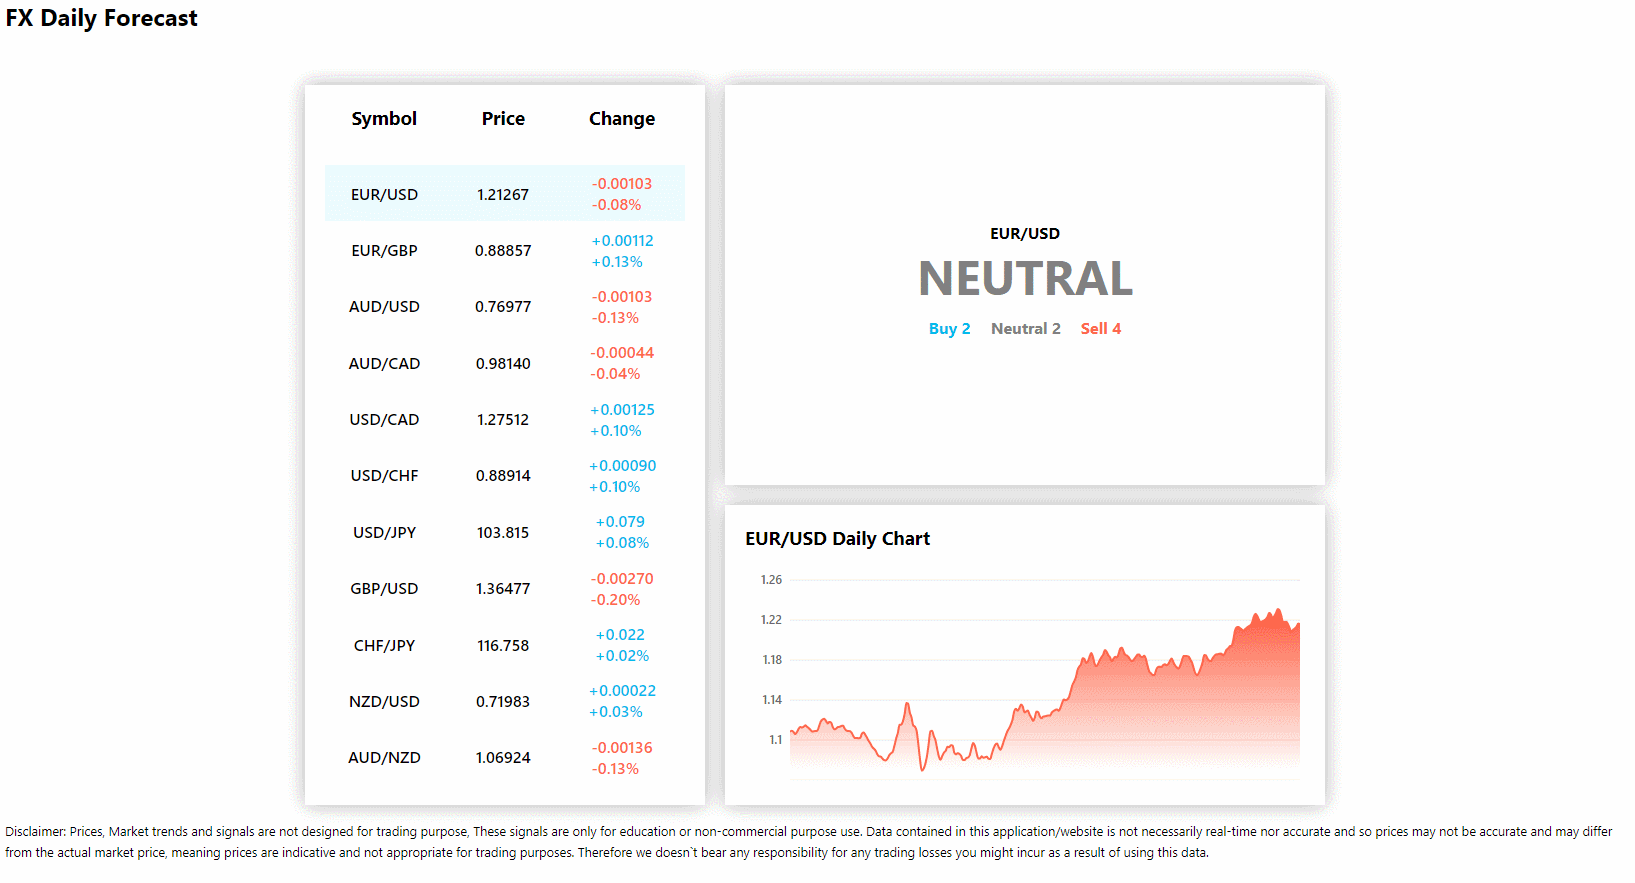 FX Daily Forecast
Symbol Price Change
EUR/USD 1.21267 -0.00103
-0.08%
EUR/GBP 0.88857 +0.00112
+0.13%
AUD/USD 0.76977 -0.00103
-0.13%
AUD/CAD 0.98140 -0.00044
-0.04%
USD/CAD 1.27512 +0.00125
+0.10%
USD/CHF 0.88914 +0.00090
+0.10%
USD/JPY 103.815 +0.079
+0.08%
GBP/USD 1.36477 -0.00270
-0.20%
CHF/JPY 116.758 +0.022
+0.02%
NZD/USD 0.71983 +0.00022
+0.03%
AUD/NZD 1.06924 -0.00136
-0.13%
EUR/USD
NEUTRAL
Buy 2 Neutral 2 Sell 4
EUR/USD Daily Chart
1.26
1.22
1.18
1.14
1.1
Disclaimer: Prices, Market trends and signals are not designed for trading purpose, These signals are only for education or non-commercial purpose use. Data contained in this application/website is not necessarily real-time nor accurate and so prices may not be accurate and may differ
from the actual market price, meaning prices are indicative and not appropriate for trading purposes. Therefore we doesn`t bear any responsibility for any trading losses you might incur as a result of using this data.